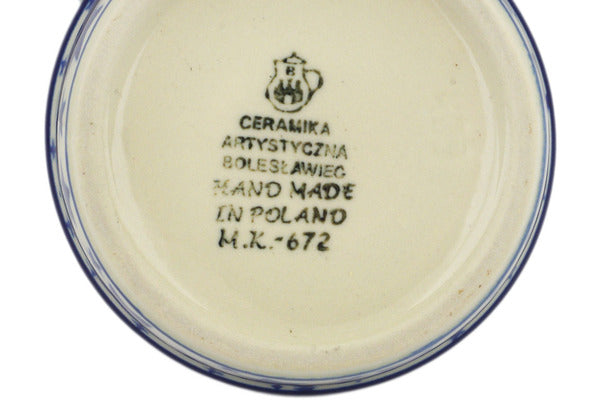 B
CERAMIKA
ARTYSTYCZNA
BOLESŁAWIEC
HAND MADE
IN POLAND
M.K.-672